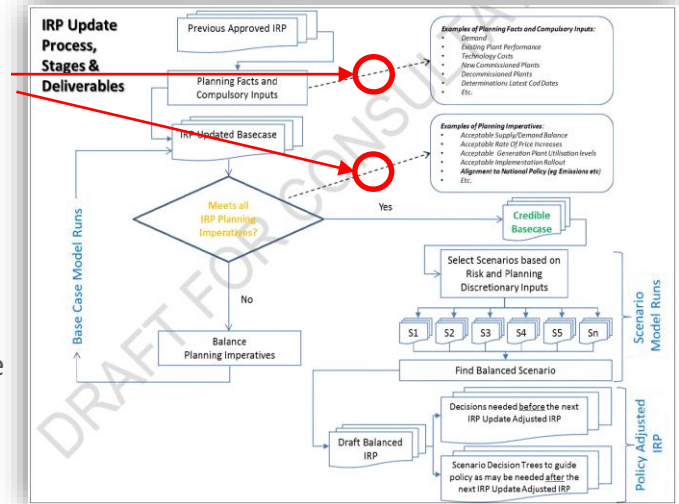 IRP Update
Process,
Stages &
Deliverables
Previous Approved IRP
Planning Facts and
Compulsory Inputs
Examples of Planning Facts and Compulsory Inputs:
• Demand
• Existing Plant Performance
• Technology Costs
• New Commissioned Plants
• Decommissioned Plants
• Determinations Latest Cod Dates
• Etc.
IRP Updated Basecase
Examples of Planning Imperatives:
• Acceptable Supply/Demand Balance
• Acceptable Rate Of Price Increases
• Acceptable Generation Plant Utilisation levels
• Acceptable Implementation Rollout
• Alignment to National Policy (eg Emissions etc)
• Etc.
Meets all
IRP Planning
Imperatives?
Yes
Credible
Basecase
Base Case Model Runs
No
Balance
Planning Imperatives
Select Scenarios based on
Risk and Planning
Discretionary Inputs
S1 S2 S3 S4 S5 Sn
Scenario
Model Runs
Find Balanced Scenario
Draft Balanced
IRP
Decisions needed before the next
IRP Update Adjusted IRP
Scenario Decision Trees to guide
policy as may be needed after the
next IRP Update Adjusted IRP
Policy Adjusted
IRP
e
DRAFT FOR CONSULTA